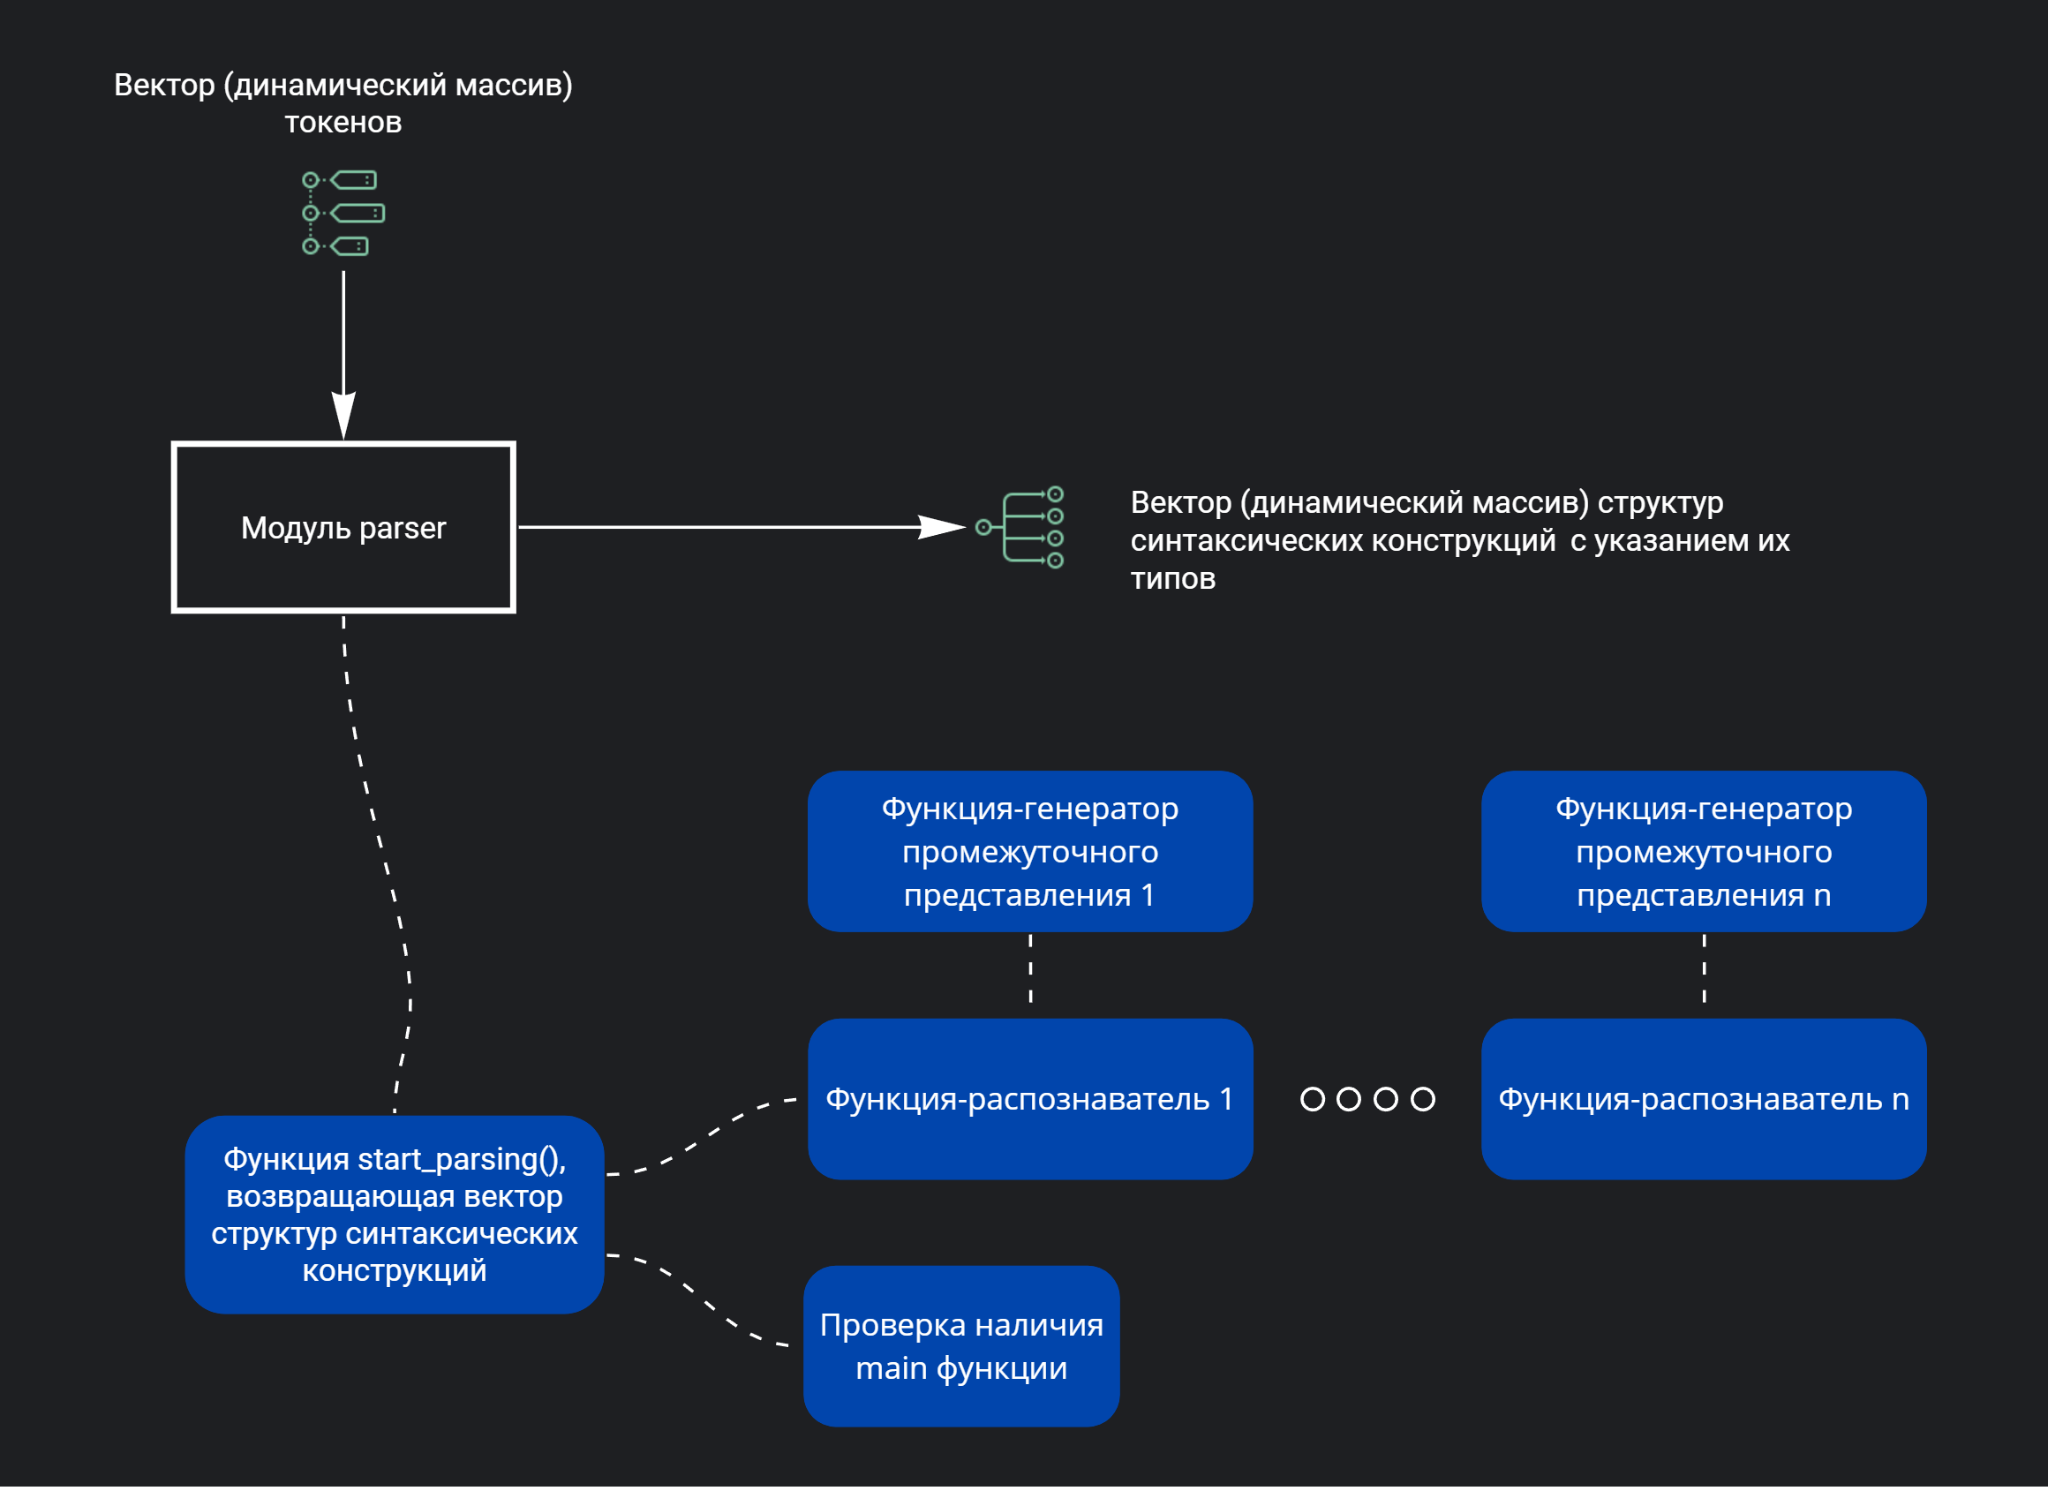 Вектор (динамический массив)
токенов
Модуль parser
Вектор (динамический массив) структур
синтаксических конструкций с указанием их
типов
Функция-генератор
промежуточного
представления 1
Функция-генератор
промежуточного
представления n
Функция-распознаватель 1
Функция-распознаватель n
Функция start_parsing(),
возвращающая вектор
структур синтаксических
конструкций
Проверка наличия
main функции